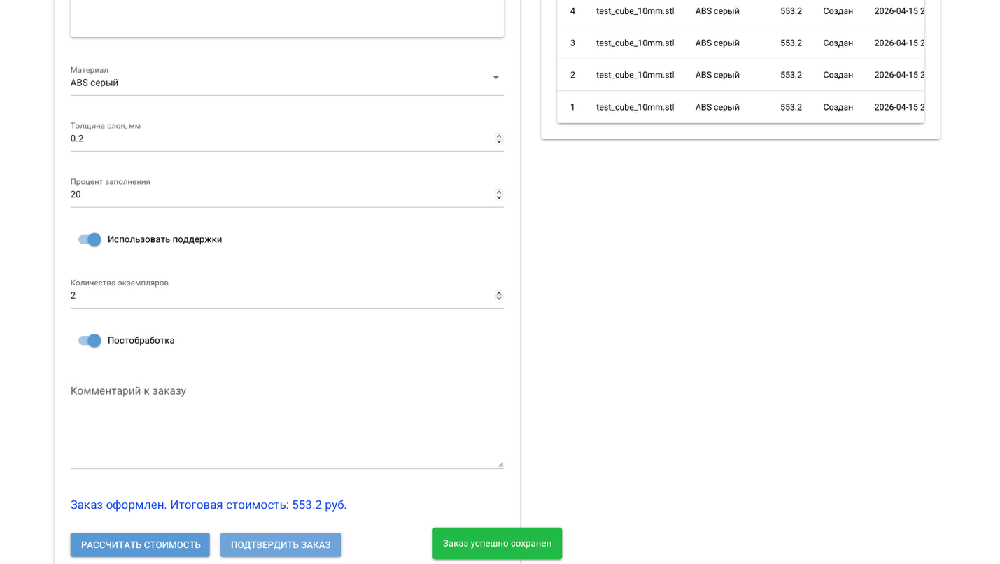 Материал
ABS серый
Толщина слоя, мм
0.2
Процент заполнения
20
Использовать поддержки
Количество экземпляров
2
Постобработка
Комментарий к заказу
Заказ оформлен. Итоговая стоимость: 553.2 руб.
РАССЧИТАТЬ СТОИМОСТЬ ПОДТВЕРДИТЬ ЗАКАЗ
4 test_cube_10mm.stl ABS серый 553.2 Создан 2026-04-15 2
3 test_cube_10mm.stl ABS серый 553.2 Создан 2026-04-15 2
2 test_cube_10mm.stl ABS серый 553.2 Создан 2026-04-15 2
1 test_cube_10mm.stl ABS серый 553.2 Создан 2026-04-15 2
Заказ успешно сохранен